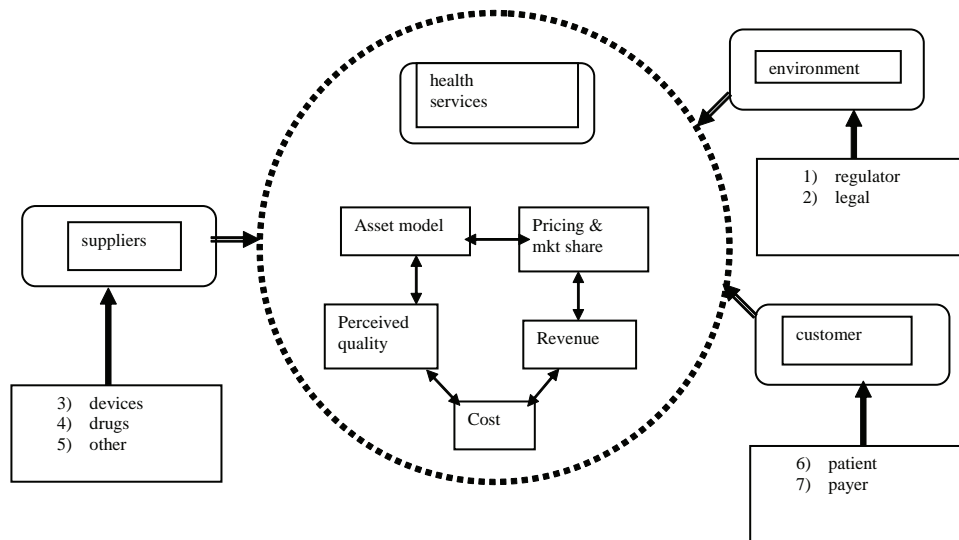 health
services
environment
1) regulator
2) legal
suppliers
Asset model
Pricing &
mkt share
Perceived
quality
Revenue
customer
Cost
3) devices
4) drugs
5) other
6) patient
7) payer